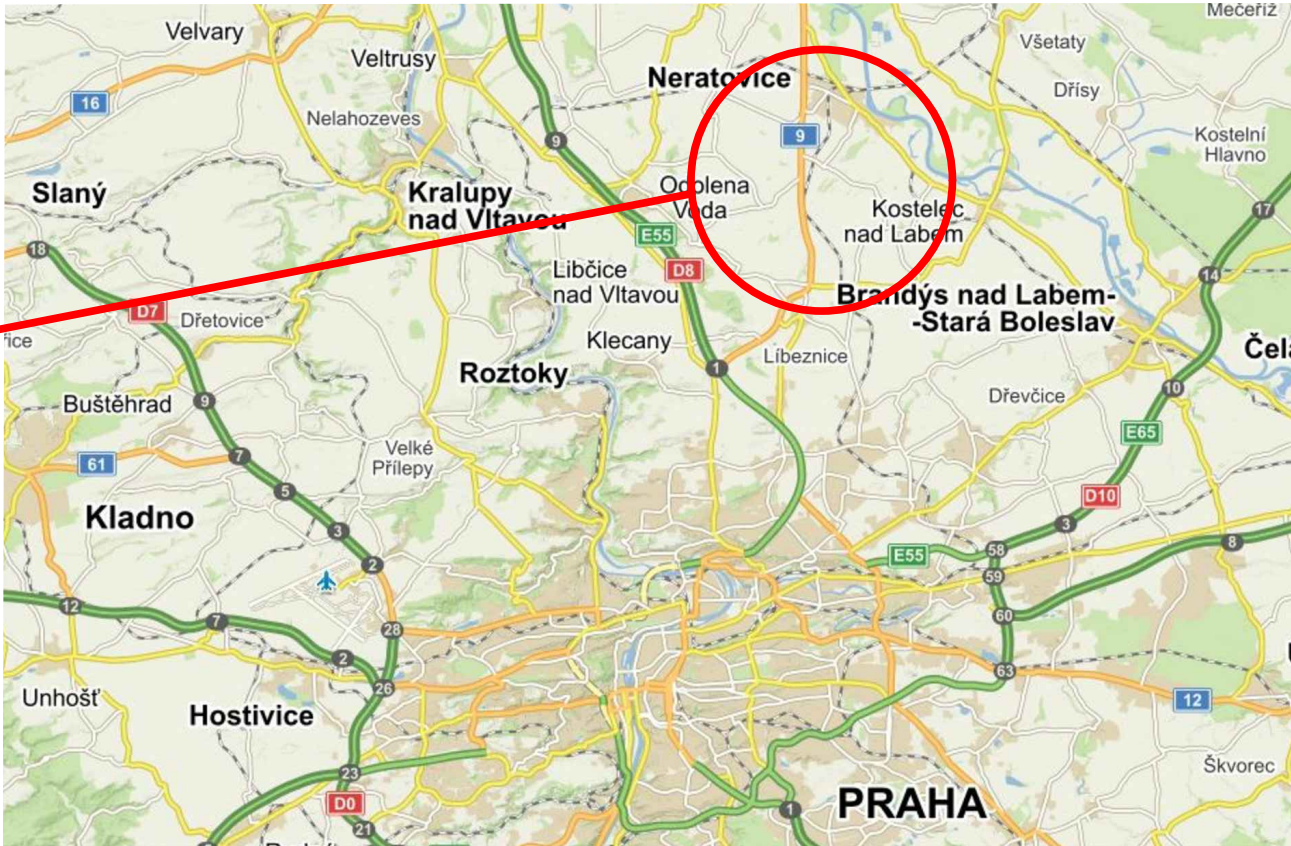 Mečeříž
Velvary
Všetaty
Veltrusy
Neratovice
Dřísy
16
Nelahozeves
9
9
Kostelní
Hlavno
Slaný
Kralupy
nad Vltavou
Odolena
Voda
Kostelec
nad Labem
17
18
E55
D8
Libčice
nad Vltavou
14
Brandýs nad Labem-
-Stará Boleslav
D7
Dřetovice
Klecany
Líbeznice
1
Roztoky
10
Dřevčice
Buštěhrad
9
E65
Velké
Přílepy
61
7
5
D10
Kladno
3
3
E55
58
8
2
59
12
7
60
28
2
63
26
Unhošť
12
Hostivice
23
Škvorec
D0
PRAHA
1
21